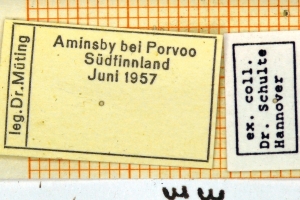 leg.Dr.Müting
Aminsby bei Porvoo
Südfinnland
Juni 1957
ex. coll.
Dr. Schulte
Hannover